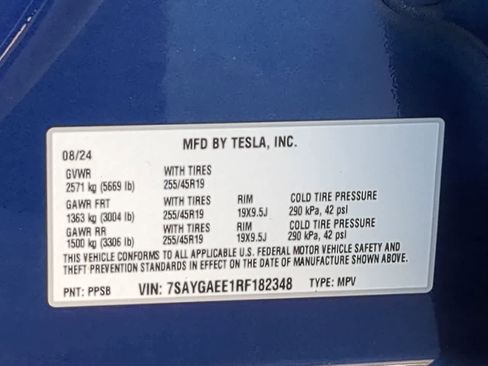 MFD BY TESLA, INC.
08/24
GVWR WITH TIRES
2571 kg (5669 lb) 255/45R19
GAWR FRT WITH TIRES RIM COLD TIRE PRESSURE
1363 kg (3004 lb) 255/45R19 19X9.5J 290 kPa, 42 psi
GAWR RR WITH TIRES RIM COLD TIRE PRESSURE
1500 kg (3306 lb) 255/45R19 19X9.5J 290 kPa, 42 psi
THIS VEHICLE CONFORMS TO ALL APPLICABLE U.S. FEDERAL MOTOR VEHICLE SAFETY AND
THEFT PREVENTION STANDARDS IN EFFECT ON THE DATE OF MANUFACTURE SHOWN ABOVE.
PNT: PPSB VIN: 7SAYGAEE1RF182348 TYPE: MPV